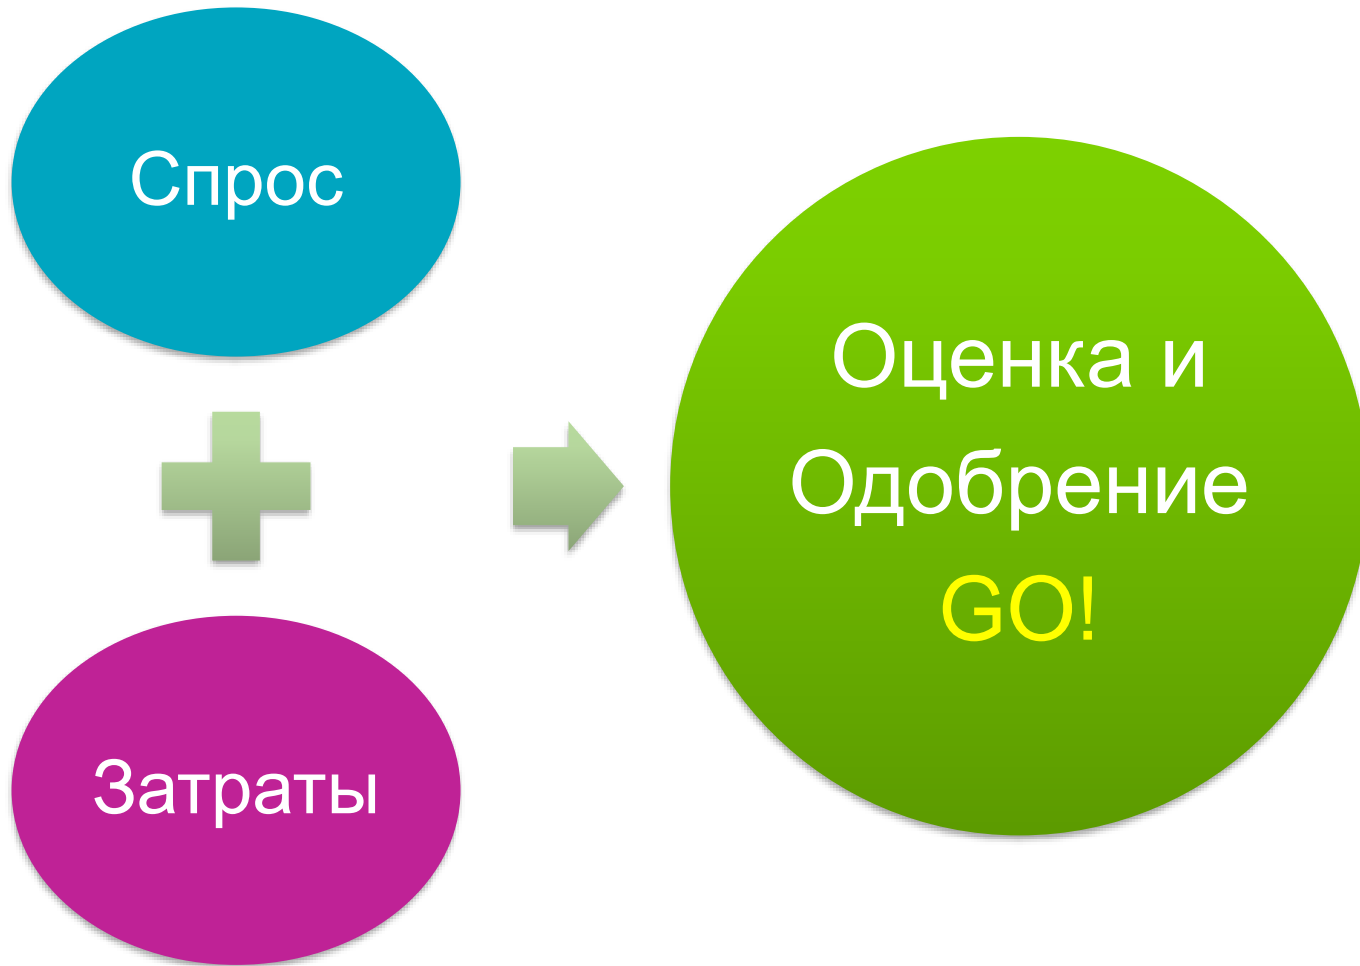 Спрос
Затраты
Оценка и
Одобрение
GO!